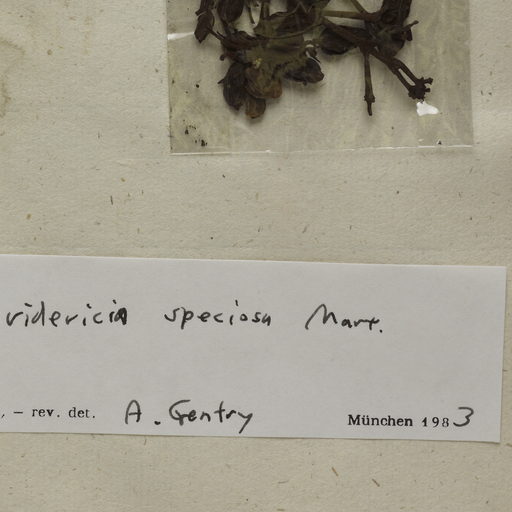 ridericia speciosa Mart.
, – rev. det. A. Gentry München 1983